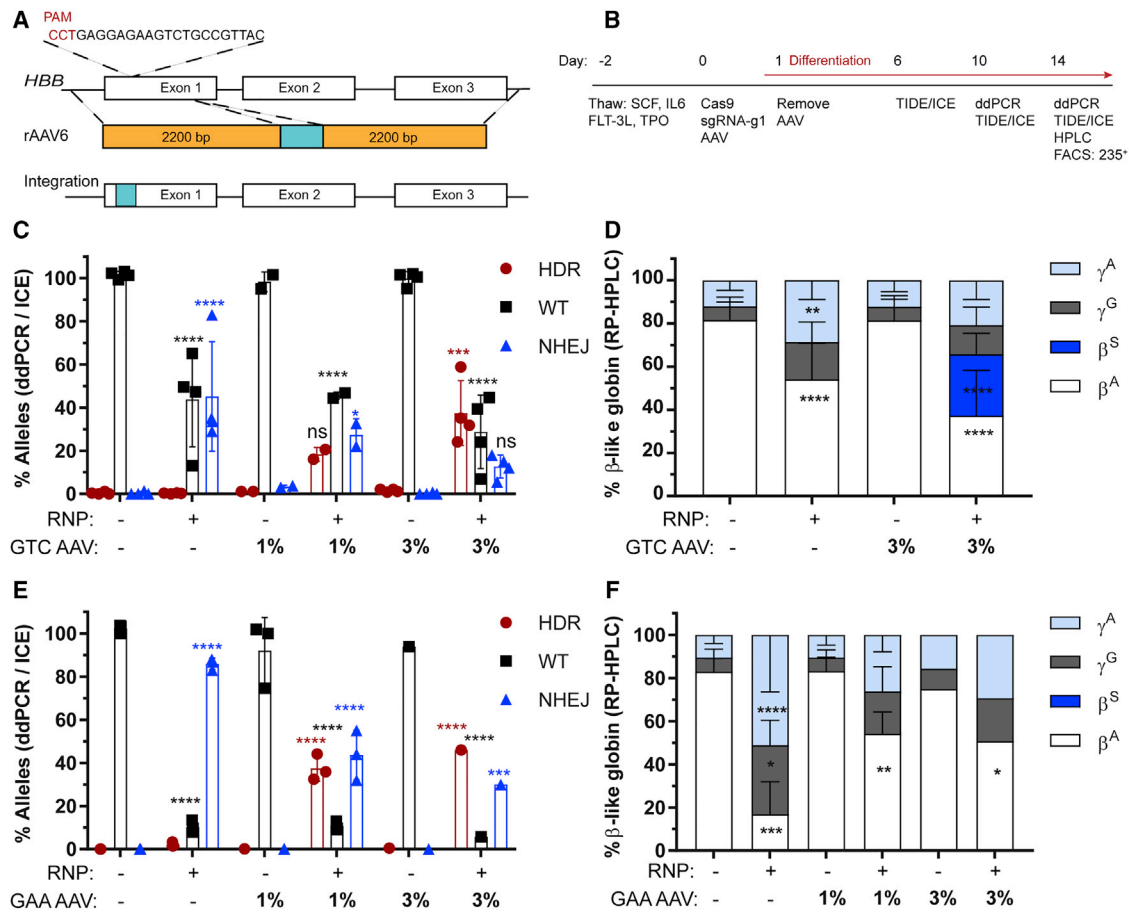 A
PAM
CCTGAGGAGAAGTCTGCCGTTAC
HBB
Exon 1
Exon 2
Exon 3
rAAV6
2200 bp
2200 bp
Integration
Exon 1
Exon 2
Exon 3
B
Day: -2 0 1 Differentiation 6 10 14
Thaw: SCF, IL6
FLT-3L, TPO
Cas9
sgRNA-g1
AAV
Remove
AAV
TIDE/ICE
ddPCR
TIDE/ICE
ddPCR
TIDE/ICE
HPLC
FACS: 235⁺
C
% Alleles (ddPCR / ICE)
100
80
60
40
20
0
**** **** ns **** * *** **** ns
HDR
WT
NHEJ
RNP: - + - + - +
GTC AAV: - - 1% 1% 3% 3%
D
% β-like globin (RP-HPLC)
100
80
60
40
20
0
** **** **** ****
γᴬ
γᴳ
βˢ
βᴬ
RNP: - + - +
GTC AAV: - - 3% 3%
E
% Alleles (ddPCR / ICE)
100
80
60
40
20
0
**** **** **** **** **** **** **** ***
HDR
WT
NHEJ
RNP: - + - + - +
GAA AAV: - - 1% 1% 3% 3%
F
% β-like globin (RP-HPLC)
100
80
60
40
20
0
**** * *** ** *
γᴬ
γᴳ
βˢ
βᴬ
RNP: - + - + - +
GAA AAV: - - 1% 1% 3% 3%